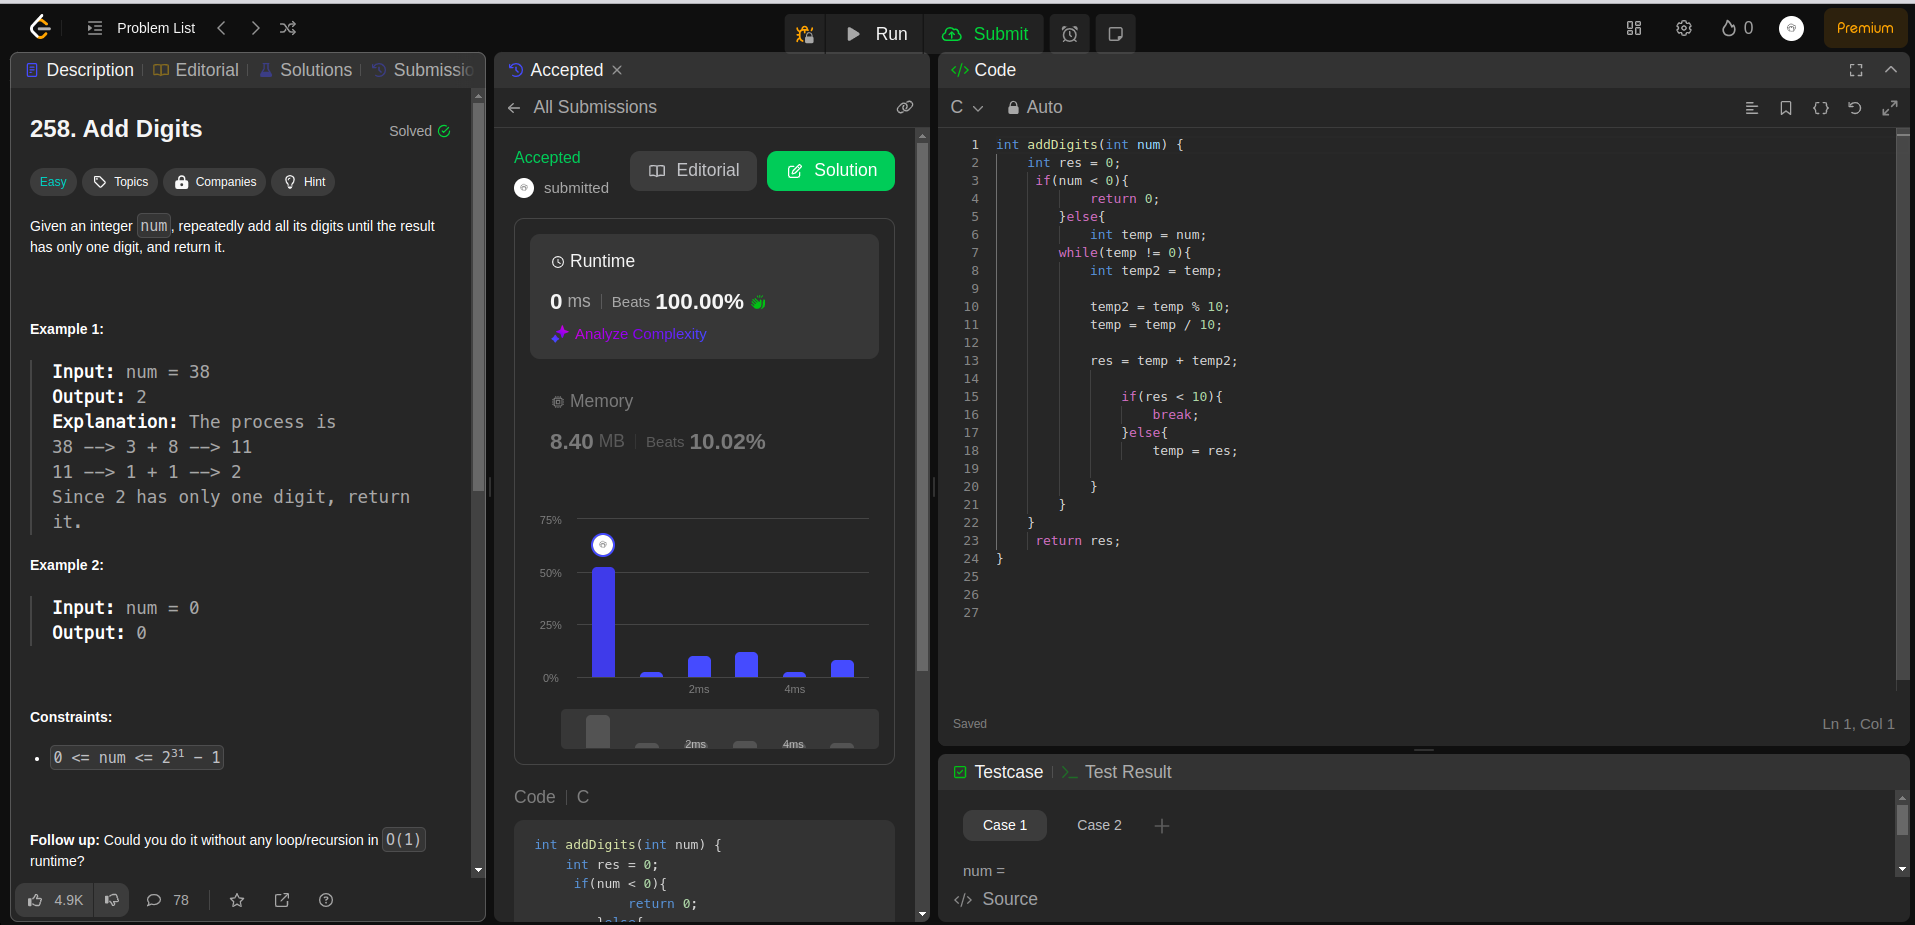 Problem List
Run
Submit
0
Premium
Description
Editorial
Solutions
Submissio
258. Add Digits
Solved
Easy
Topics
Companies
Hint
Given an integer num, repeatedly add all its digits until the result
has only one digit, and return it.
Example 1:
Input: num = 38
Output: 2
Explanation: The process is
38 --> 3 + 8 --> 11
11 --> 1 + 1 --> 2
Since 2 has only one digit, return
it.
Example 2:
Input: num = 0
Output: 0
Constraints:
• 0 <= num <= 2^31 - 1
Follow up: Could you do it without any loop/recursion in O(1)
runtime?
4.9K
78
Accepted
All Submissions
Accepted
submitted
Editorial
Solution
Runtime
0 ms | Beats 100.00%
Analyze Complexity
Memory
8.40 MB | Beats 10.02%
75%
50%
25%
0%
2ms
4ms
2ms
4ms
Code | C
int addDigits(int num) {
int res = 0;
if(num < 0){
return 0;
}else{
</> Code
C
Auto
1 int addDigits(int num) {
2 int res = 0;
3 if(num < 0){
4 return 0;
5 }else{
6 int temp = num;
7 while(temp != 0){
8 int temp2 = temp;
9
10 temp2 = temp % 10;
11 temp = temp / 10;
12
13 res = temp + temp2;
14
15 if(res < 10){
16 break;
17 }else{
18 temp = res;
19
20 }
21 }
22 }
23 return res;
24 }
25
26
27
Saved
Ln 1, Col 1
Testcase
Test Result
Case 1
Case 2
num =
</> Source